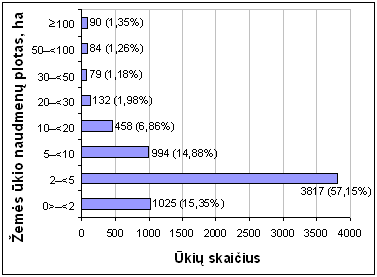 Žemės ūkio naudmenų plotas, ha
≥100 90 (1,35%)
50–<100 84 (1,26%)
30–<50 79 (1,18%)
20–<30 132 (1,98%)
10–<20 458 (6,86%)
5–<10 994 (14,88%)
2–<5 3817 (57,15%)
0>–<2 1025 (15,35%)
0 500 1000 1500 2000 2500 3000 3500 4000
Ūkių skaičius